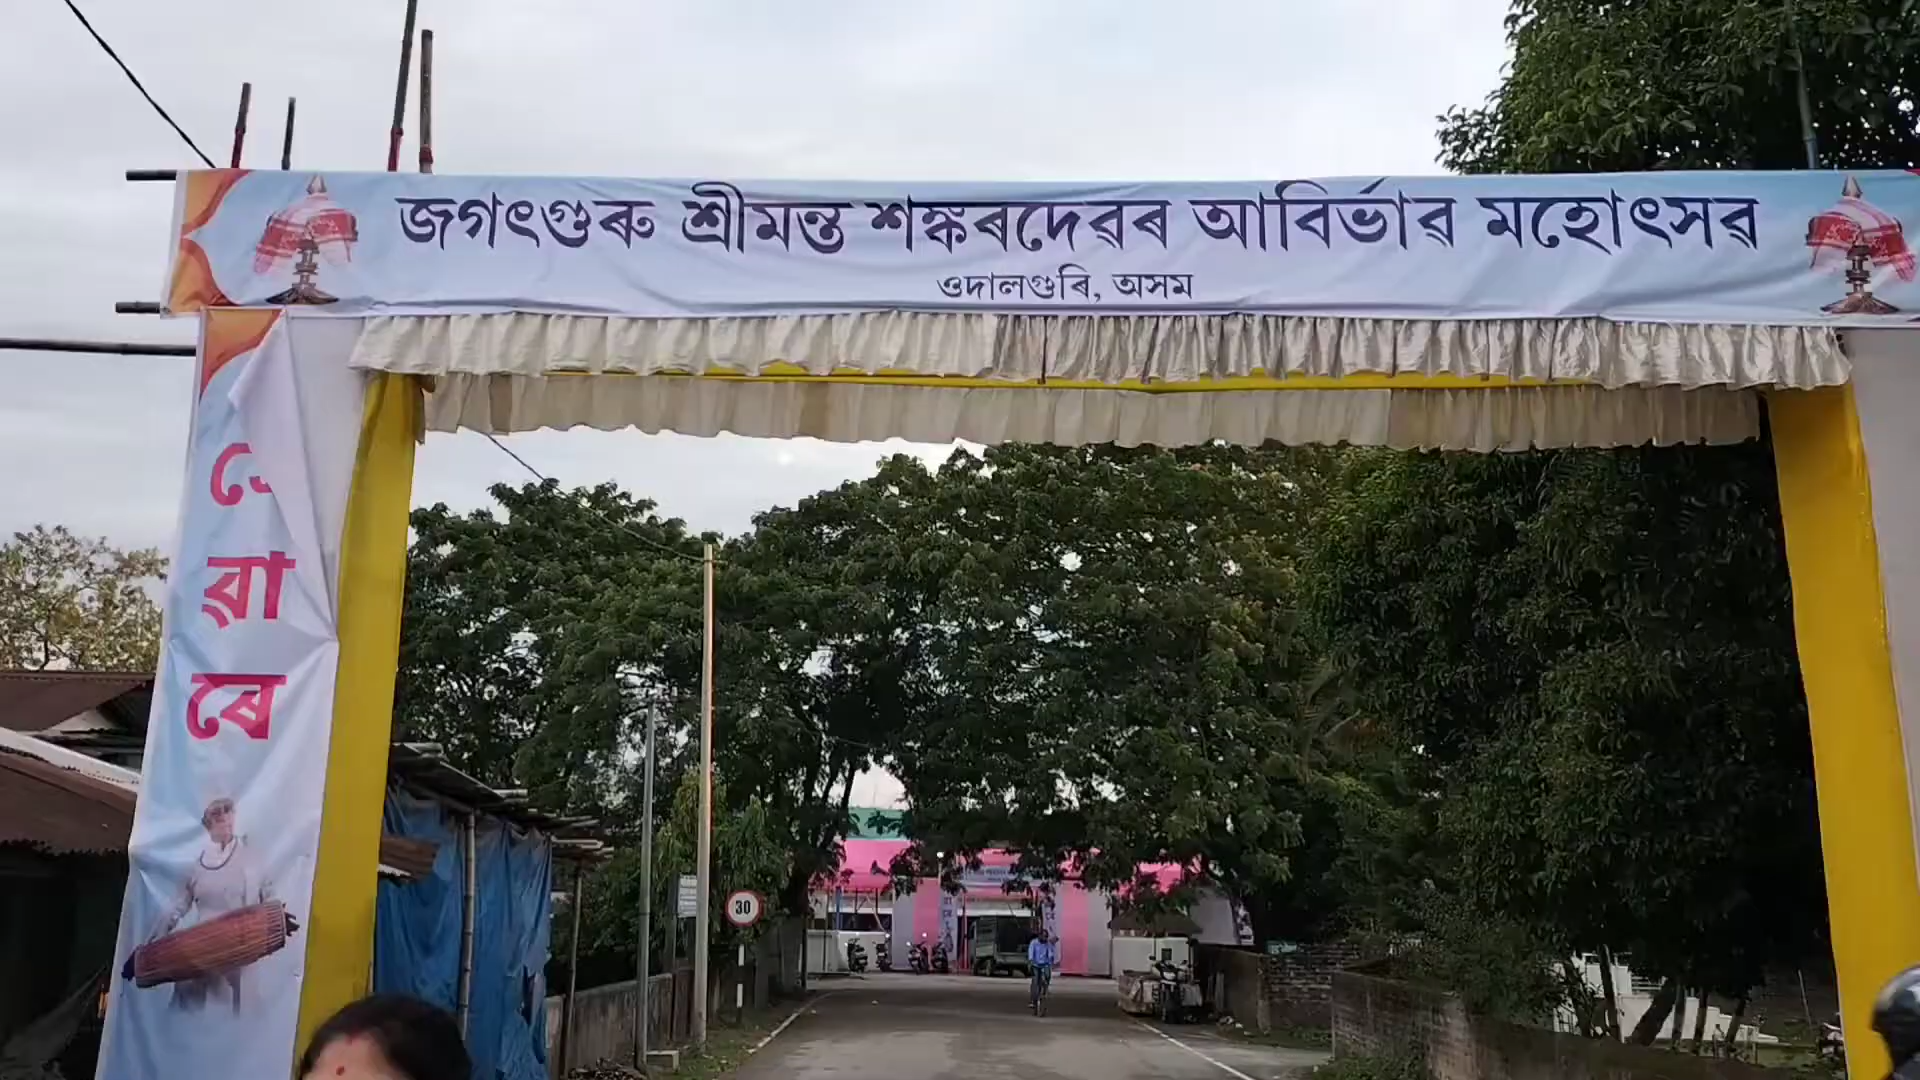 জগৎগুৰু শ্ৰীমন্ত শঙ্কৰদেৱৰ আবিৰ্ভাৱ মহোৎসৱ
ওদালগুৰি, অসম
ৱা
ৰে
30